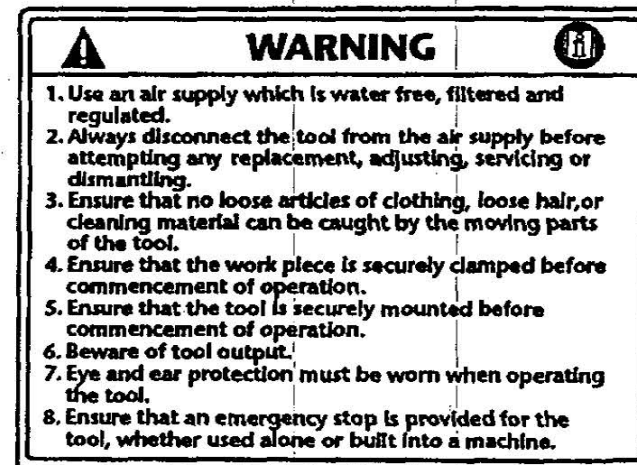 WARNING
1. Use an air supply which is water free, filtered and
regulated.
2. Always disconnect the tool from the air supply before
attempting any replacement, adjusting, servicing or
dismantling.
3. Ensure that no loose articles of clothing, loose hair,or
cleaning material can be caught by the moving parts
of the tool.
4. Ensure that the work piece is securely clamped before
commencement of operation.
5. Ensure that the tool is securely mounted before
commencement of operation.
6. Beware of tool output.
7. Eye and ear protection must be worn when operating
the tool.
8. Ensure that an emergency stop is provided for the
tool, whether used alone or built into a machine.